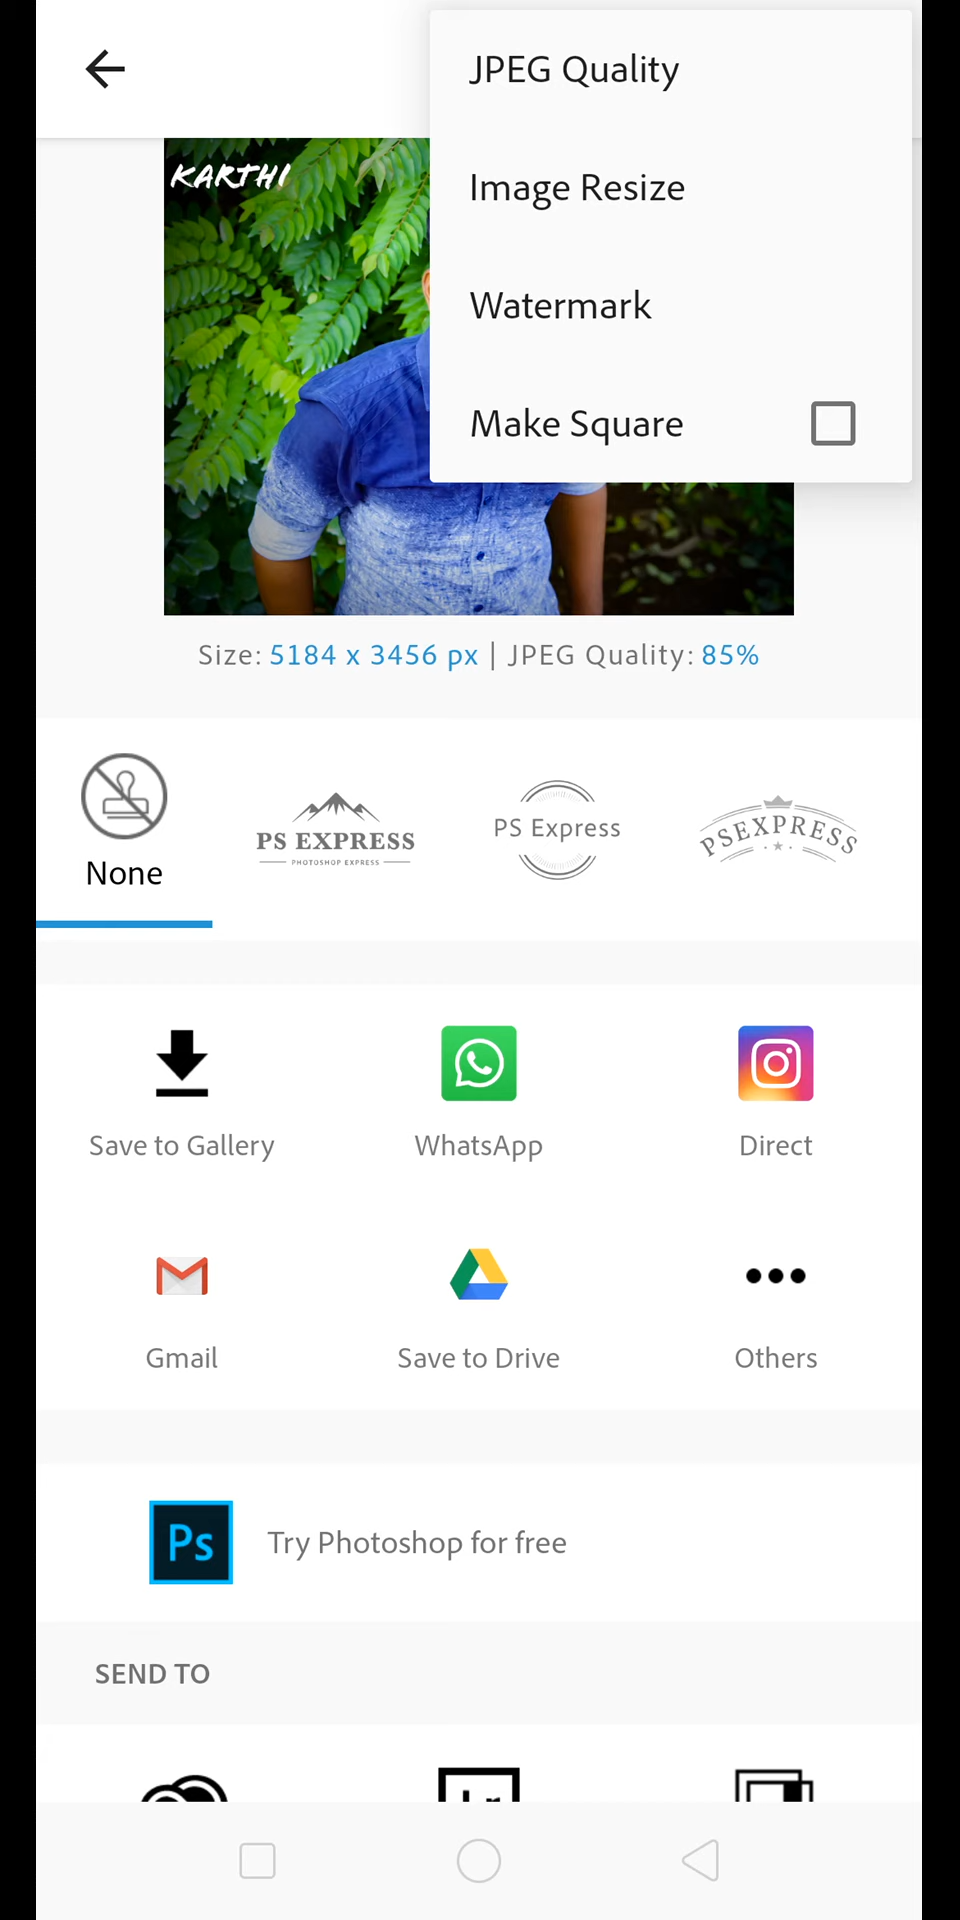 JPEG Quality
Image Resize
Watermark
Make Square
KARTHI
Size: 5184 x 3456 px | JPEG Quality: 85%
None
PS EXPRESS
PHOTOSHOP EXPRESS
PS Express
PSEXPRESS
Save to Gallery
WhatsApp
Direct
Gmail
Save to Drive
Others
Ps
Try Photoshop for free
SEND TO